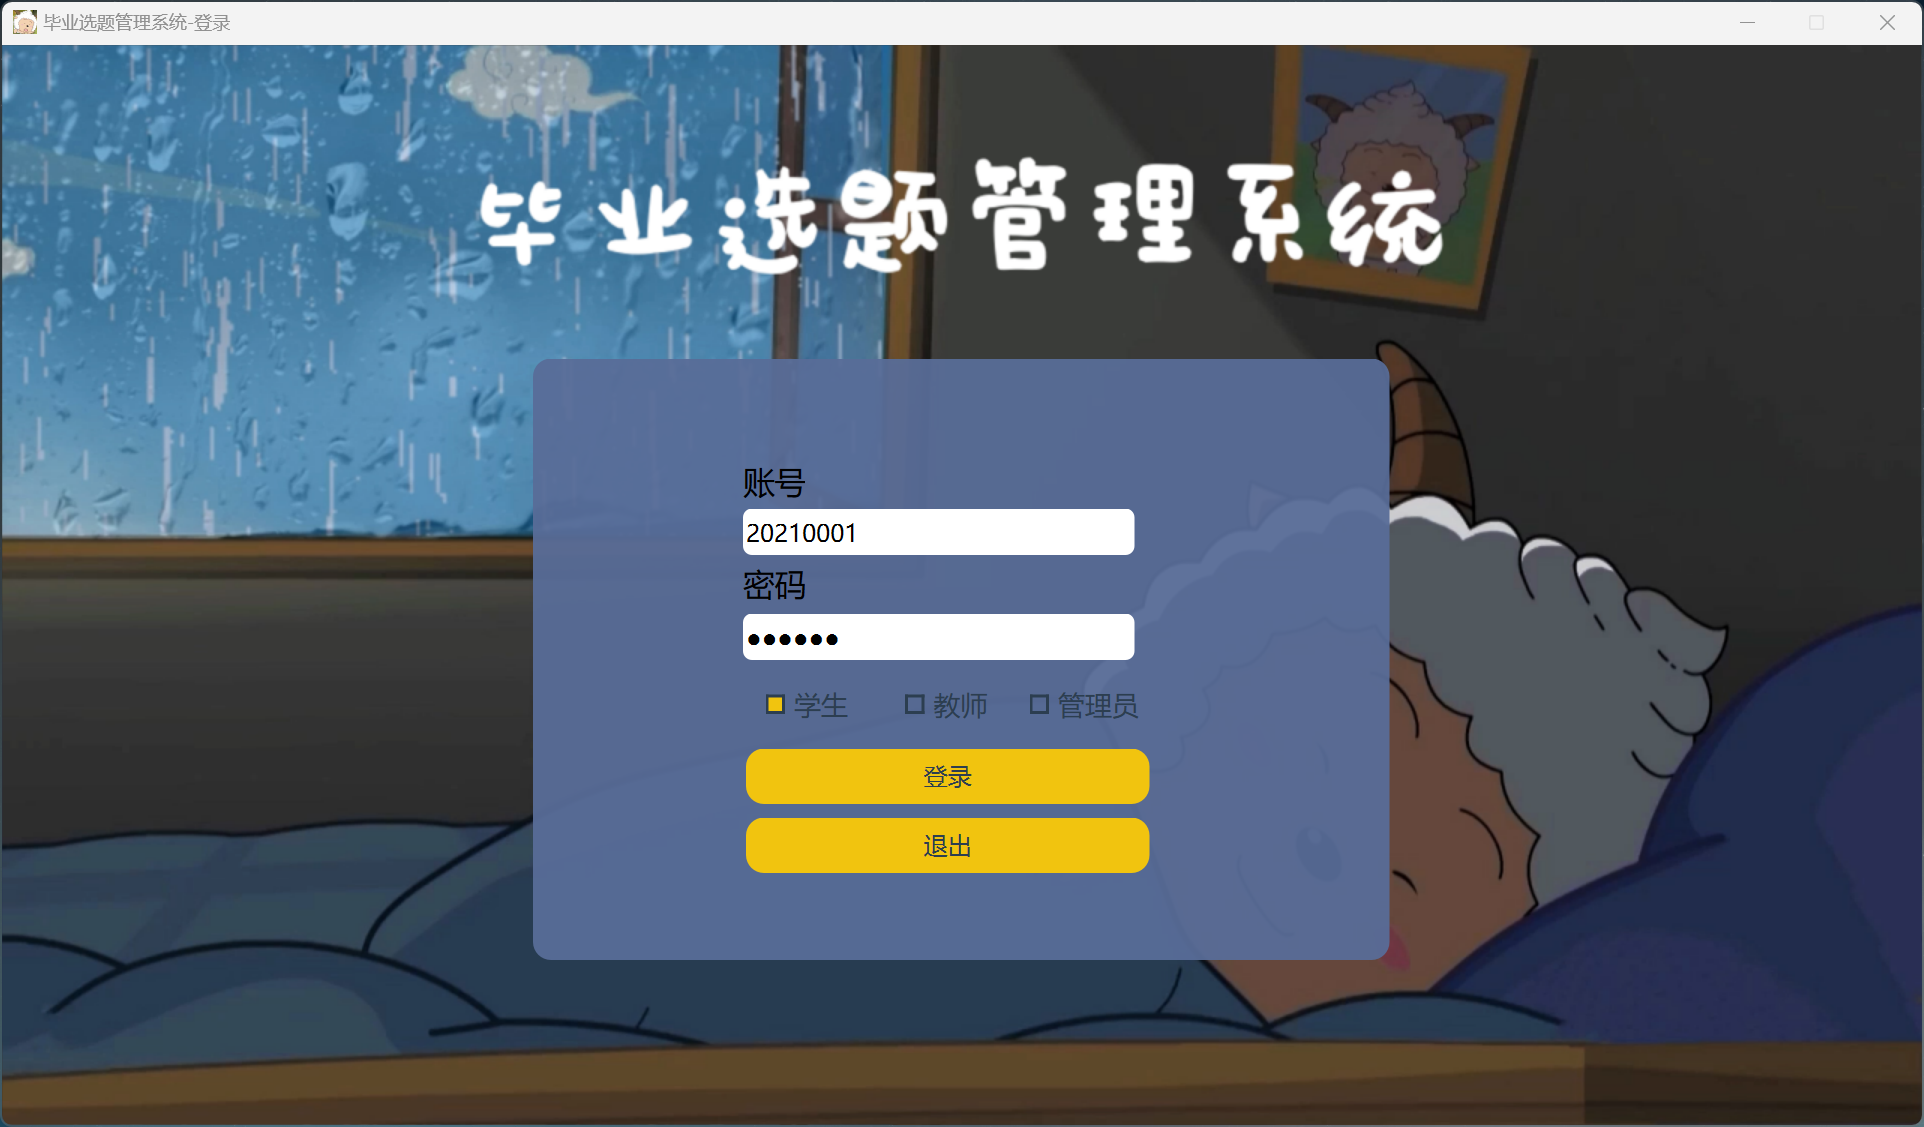 毕业选题管理系统-登录
毕业选题管理系统
账号
20210001
密码
●●●●●●
学生 教师 管理员
登录
退出